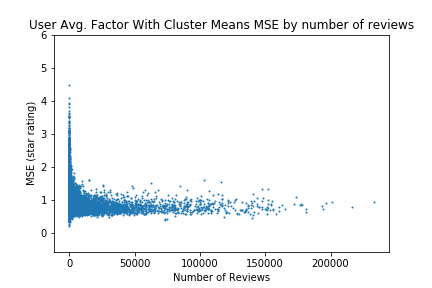 User Avg. Factor With Cluster Means MSE by number of reviews
6
5
4
3
2
1
0
MSE (star rating)
0 50000 100000 150000 200000
Number of Reviews